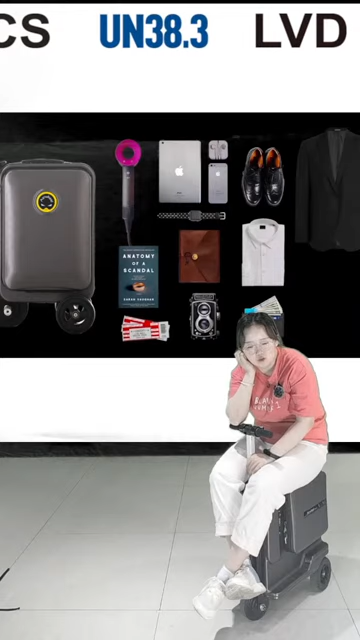 CS UN38.3 LVD
ANATOMY
OF A
SCANDAL
SARAH VAUGHAN